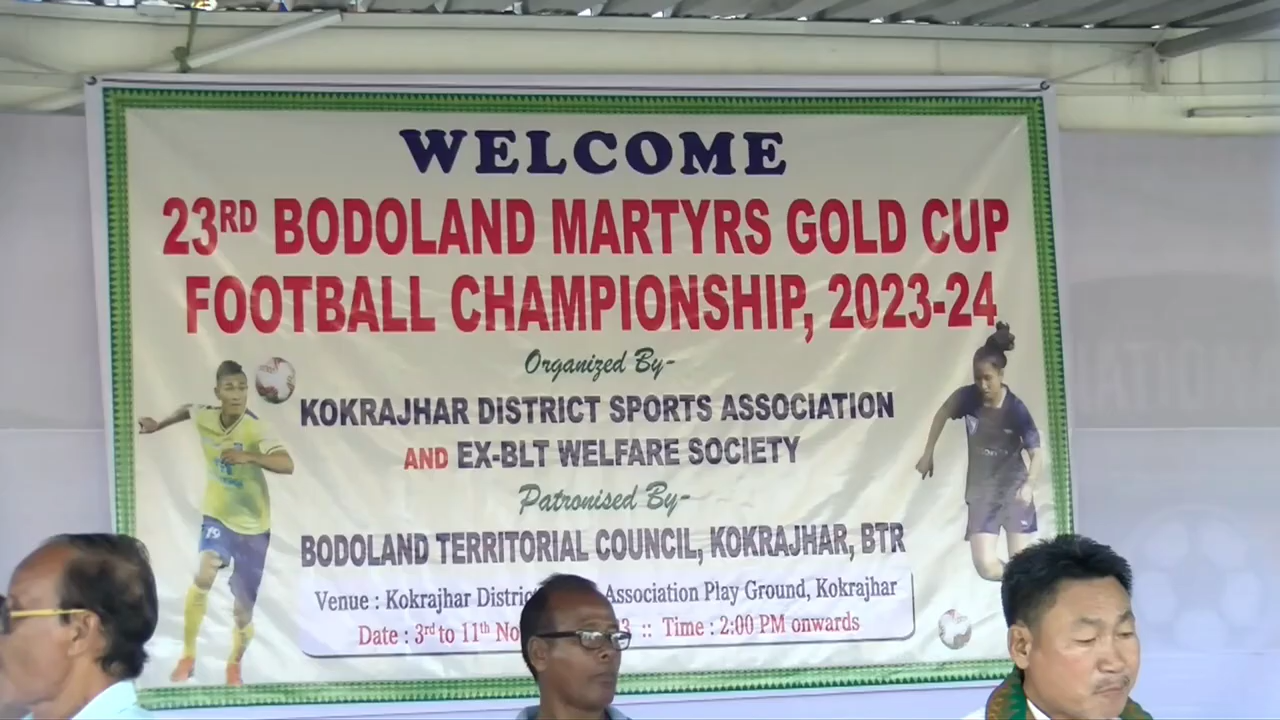 WELCOME
23RD BODOLAND MARTYRS GOLD CUP
FOOTBALL CHAMPIONSHIP, 2023-24
Organized By-
KOKRAJHAR DISTRICT SPORTS ASSOCIATION
AND EX-BLT WELFARE SOCIETY
Patronised By-
BODOLAND TERRITORIAL COUNCIL, KOKRAJHAR, BTR
Venue : Kokrajhar District Association Play Ground, Kokrajhar
Date : 3rd to 11th :: Time : 2:00 PM onwards
19